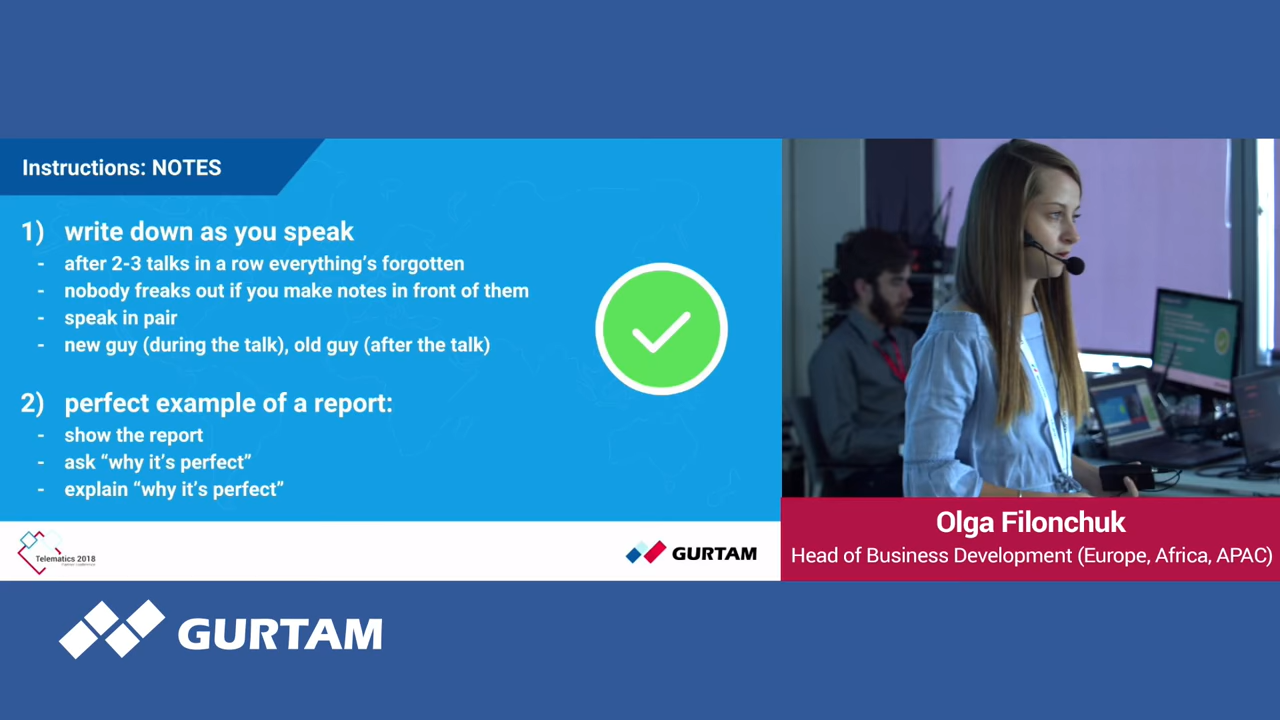 Instructions: NOTES
1) write down as you speak
- after 2-3 talks in a row everything's forgotten
- nobody freaks out if you make notes in front of them
- speak in pair
- new guy (during the talk), old guy (after the talk)
2) perfect example of a report:
- show the report
- ask “why it's perfect”
- explain “why it's perfect”
Telematics 2018
GURTAM
Olga Filonchuk
Head of Business Development (Europe, Africa, APAC)
GURTAM